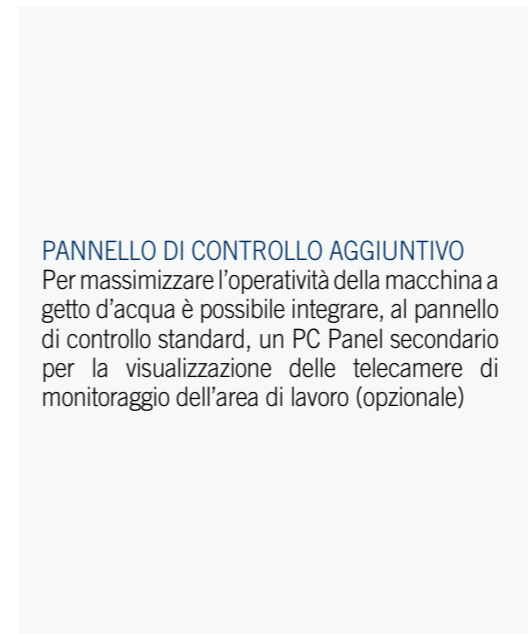 PANNELLO DI CONTROLLO AGGIUNTIVO
Per massimizzare l’operatività della macchina a
getto d’acqua è possibile integrare, al pannello
di controllo standard, un PC Panel secondario
per la visualizzazione delle telecamere di
monitoraggio dell’area di lavoro (opzionale)